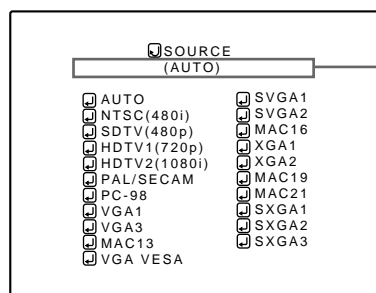 SOURCE
(AUTO)
AUTO
NTSC(480i)
SDTV(480p)
HDTV1(720p)
HDTV2(1080i)
PAL/SECAM
PC-98
VGA1
VGA3
MAC13
VGA VESA
SVGA1
SVGA2
MAC16
XGA1
XGA2
MAC19
MAC21
SXGA1
SXGA2
SXGA3